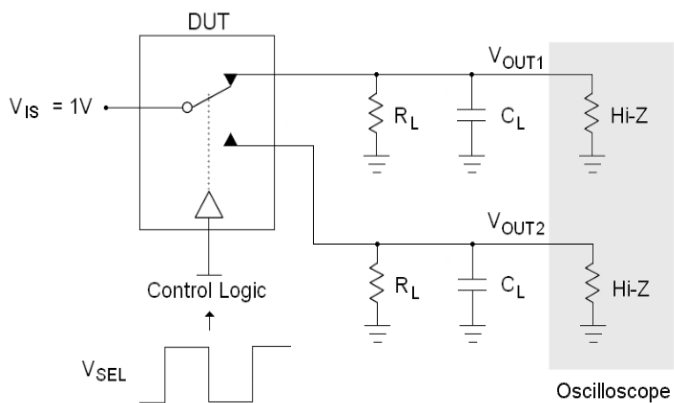 DUT
V_IS = 1V
V_OUT1
R_L
C_L
Hi-Z
V_OUT2
R_L
C_L
Hi-Z
Control Logic
V_SEL
Oscilloscope